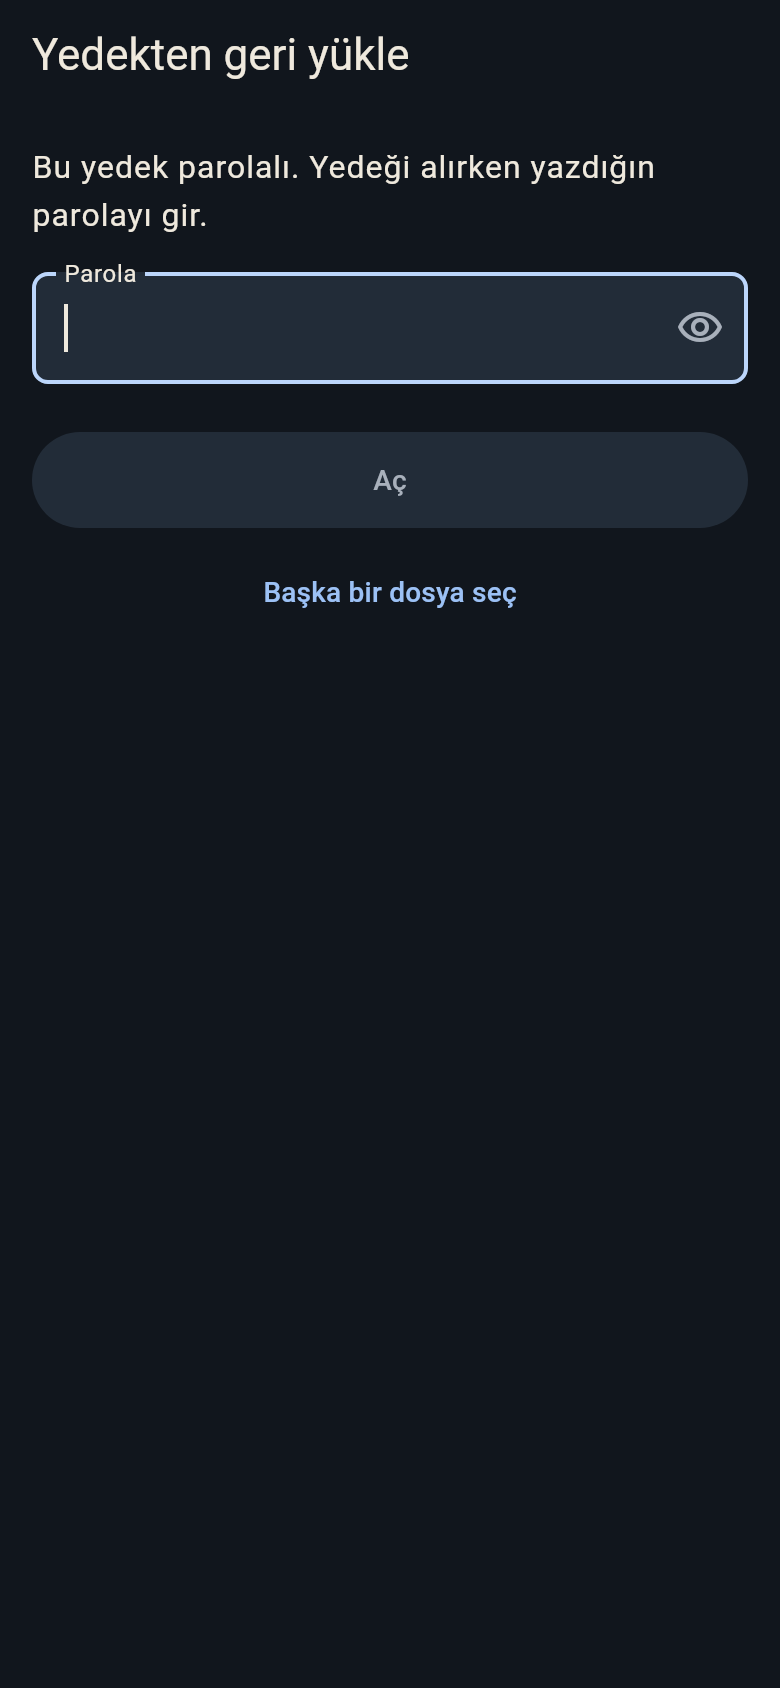 Yedekten geri yükle
Bu yedek parolalı. Yedeği alırken yazdığın
parolayı gir.
Parola
Aç
Başka bir dosya seç